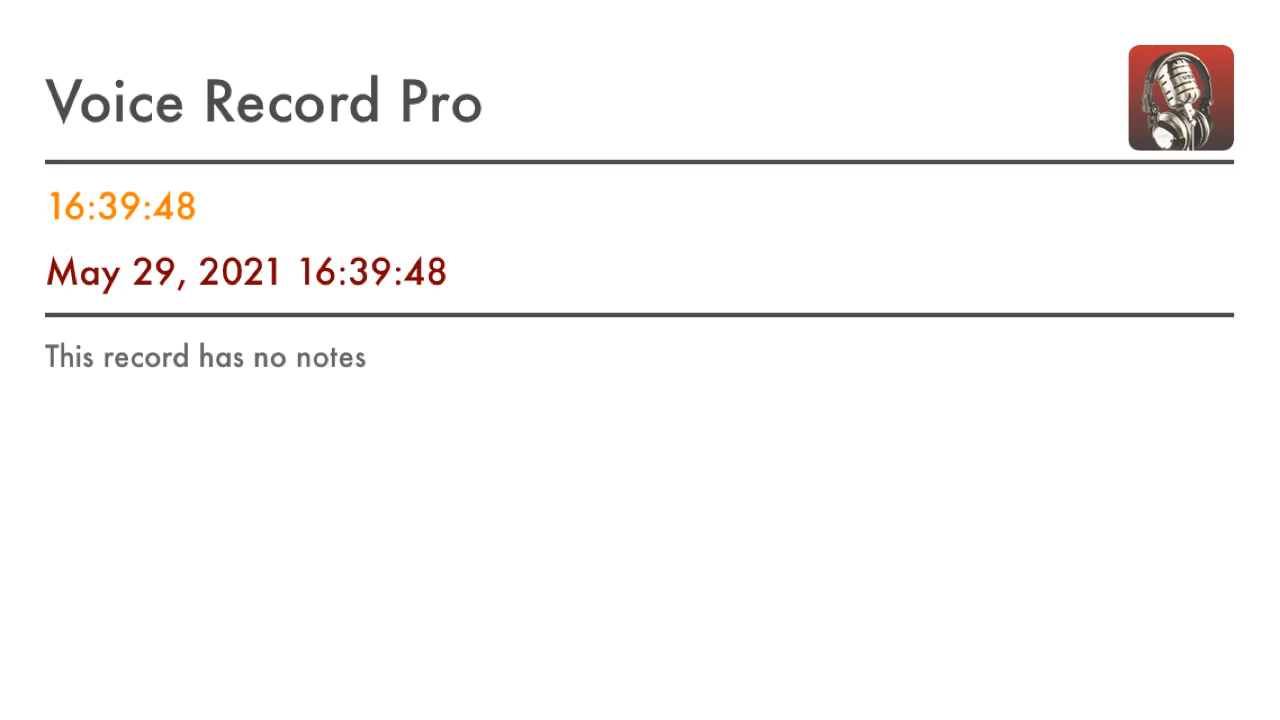 Voice Record Pro
16:39:48
May 29, 2021 16:39:48
This record has no notes